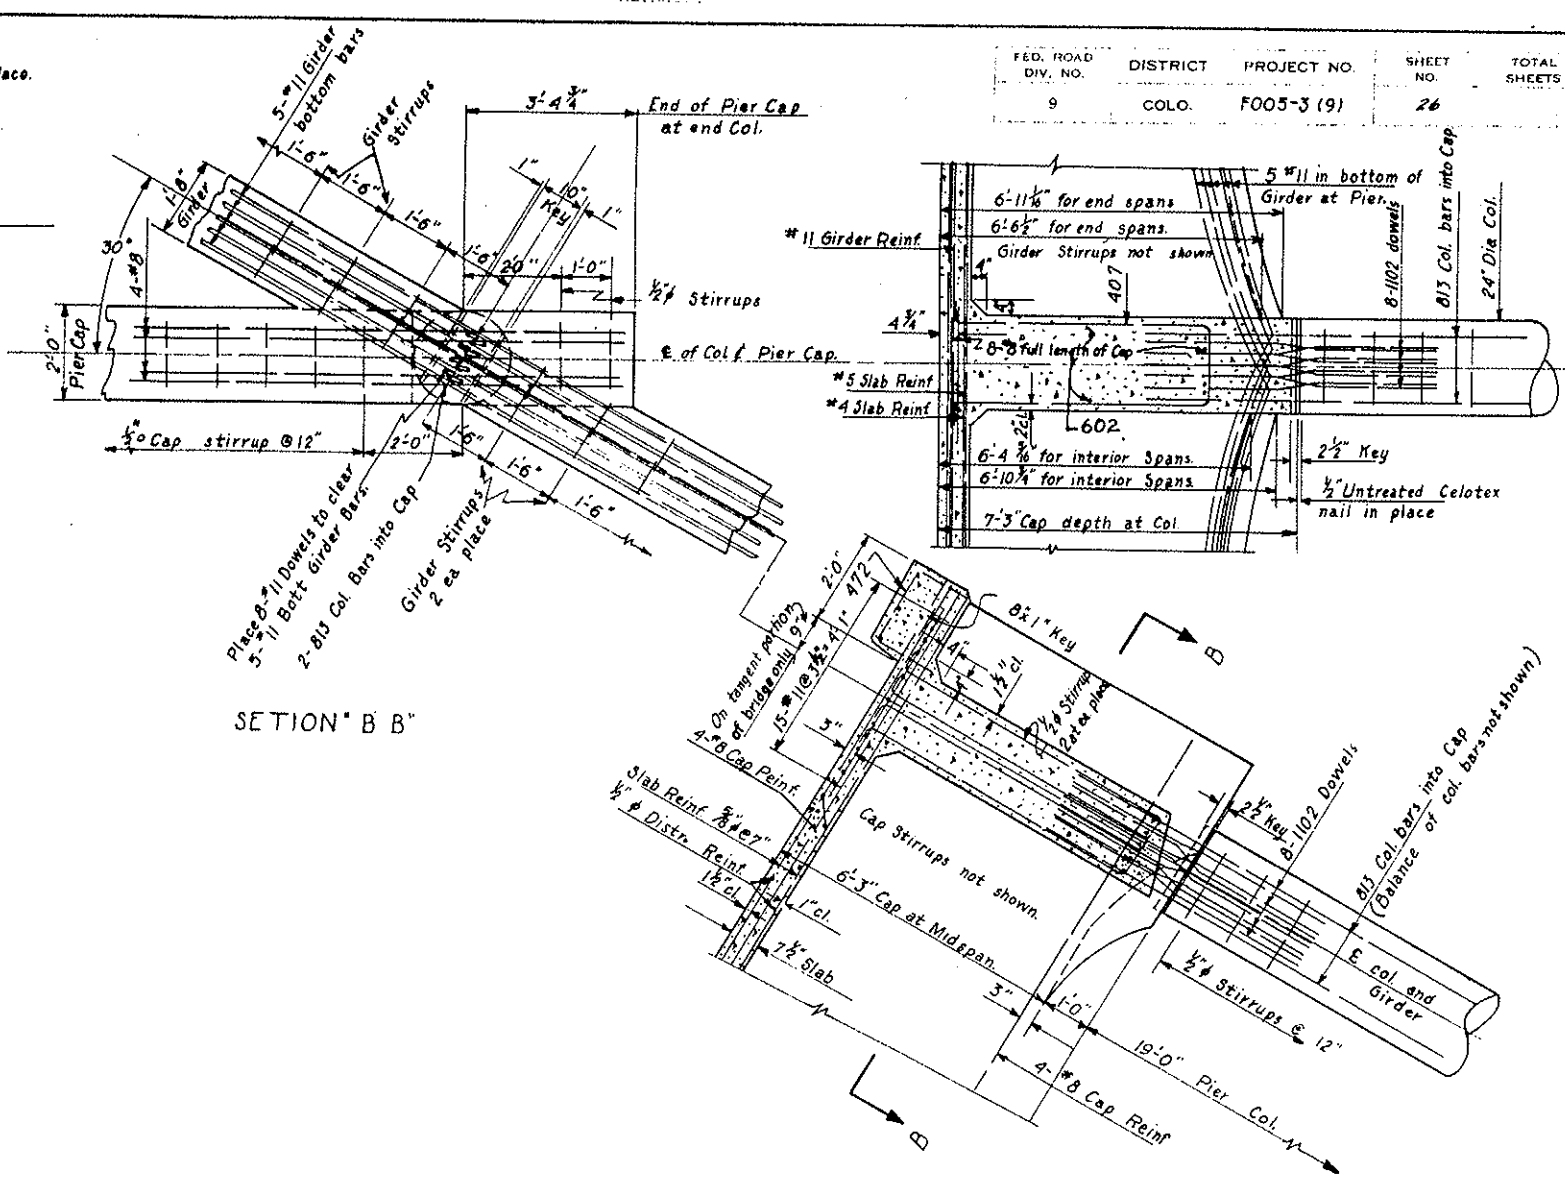 FED. ROAD DIV. NO.
DISTRICT
PROJECT NO.
SHEET NO.
TOTAL SHEETS
9
COLO.
F005-3 (9)
26
5-#11 Girder
bottom bars
Girder
Stirrups
3'-4 3/4"
End of Pier Cap
at end Col.
1'-6"
1'-6"
1'-6"
1'-6"
1'-8"
Girder
1"
10"
Key
1"
30°
4-#8
2'-0"
1'-0"
1/2"ϕ Stirrups
2'-0"
Pier Cap
℄ of Col & Pier Cap.
Cap stirrup @ 12"
2'-0"
1'-6"
1'-6"
1'-6"
Place 8-#11 Dowels to clear
5-#11 Bott Girder Bars.
2-813 Col. Bars into Cap
Girder Stirrups
2 ea place
SETION "B B"
5 #11 in bottom of
Girder at Pier.
6'-11 1/16" for end spans
6'-6 1/2" for end spans.
Girder Stirrups not shown
#11 Girder Reinf.
4"
4"
407
8-1102 dowels
813 Col. bars into Cap
24" Dia Col.
4 3/4"
8-#8 full length of Cap
#5 Slab Reinf
#4 Slab Reinf
2"cl.
602
6'-4 3/16" for interior Spans.
6'-10 3/4" for interior Spans.
7'-3" Cap depth at Col.
2 1/2" Key
1/2" Untreated Celotex
nail in place
2'-0"
472
8"x1" Key
On tangent portion
of bridge only 9"
15-#11 @ 3 1/2" = 4'-1"
4"
4"
1 1/2" cl.
1/2 ϕ Stirrup
2 at ea place
3"
4-#8 Cap Reinf.
Slab Reinf. 5/8"ϕ @ 7"
1/2" ϕ Distr. Reinf.
1 1/2" cl.
1" cl.
7 1/2" Slab
Cap Stirrups not shown.
6'-3" Cap at Midspan.
2 1/2" Key
8-1102 Dowels
813 Col. bars into Cap
(Balance of col. bars not shown)
℄ col. and
Girder
1/2" ϕ Stirrups @ 12"
3"
1'-0"
19'-0" Pier Col.
4-#8 Cap Reinf
B
B